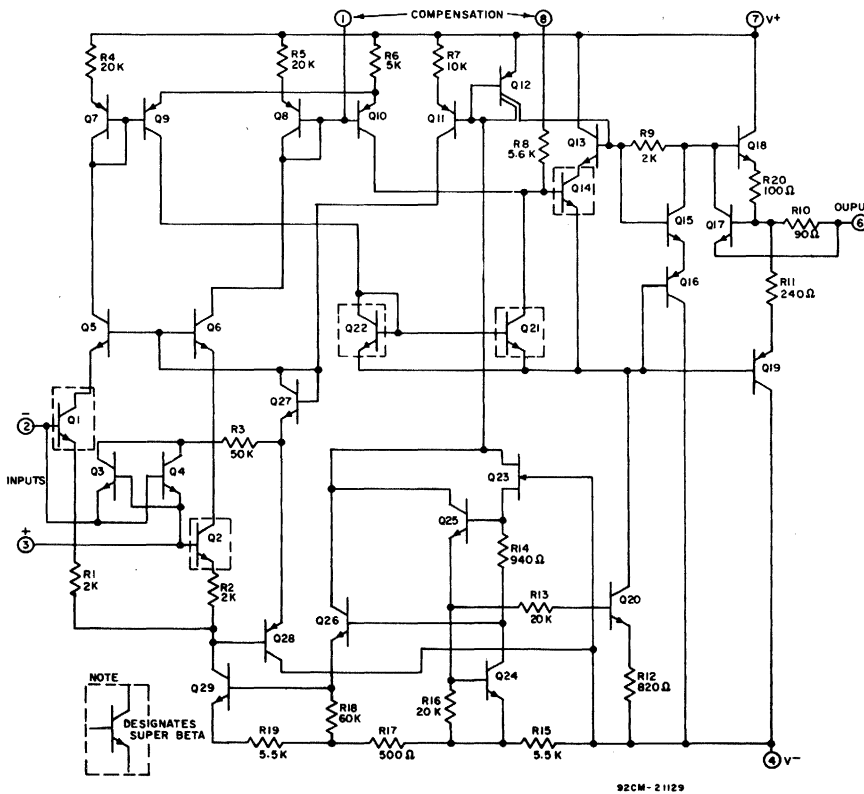 1 COMPENSATION 8
7 V+
R4
20K
R5
20K
R6
5K
R7
10K
Q12
Q7
Q9
Q8
Q10
Q11
R8
5.6K
Q13
R9
2K
Q18
Q14
R20
100Ω
Q15
Q17
R10
90Ω
OUPU
6
Q16
R11
240Ω
Q5
Q6
Q22
Q21
Q19
Q27
Q1
−
2
R3
50K
Q3
Q4
INPUTS
Q23
Q25
+
3
Q2
R14
940Ω
R1
2K
R2
2K
R13
20K
Q20
Q26
Q28
Q24
R12
820Ω
Q29
NOTE
DESIGNATES
SUPER BETA
R18
60K
R16
20K
R19
5.5K
R17
500Ω
R15
5.5K
4 V−
92CM-21129